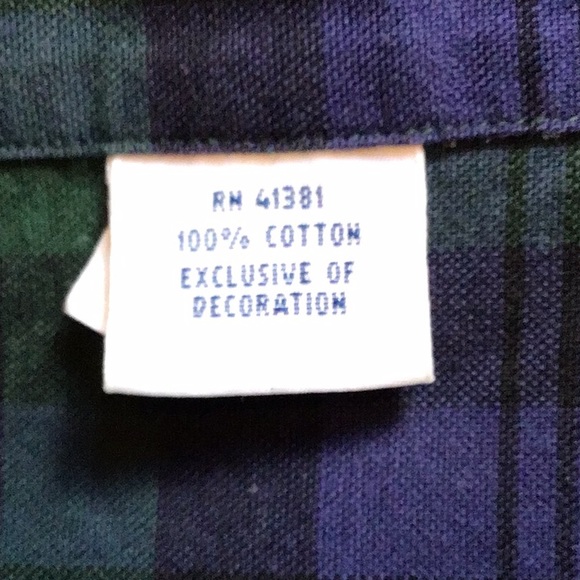 RN 41381
100% COTTON
EXCLUSIVE OF
DECORATION